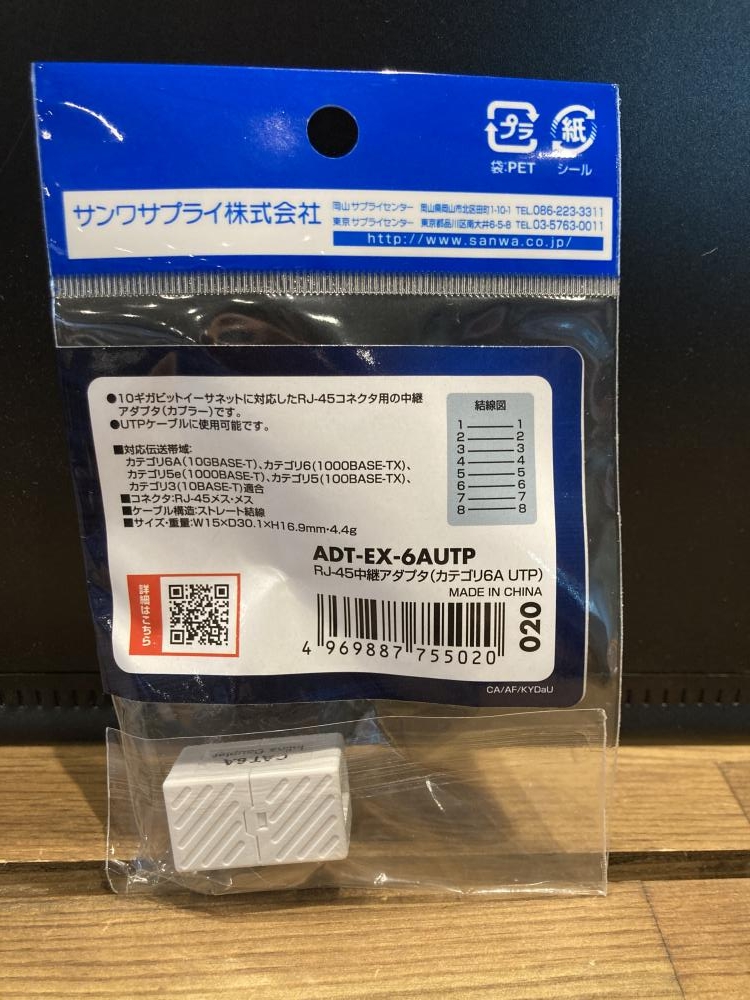 プラ
袋:PET
紙
シール
サンワサプライ株式会社
岡山サプライセンター 岡山県岡山市北区田町1-10-1 TEL.086-223-3311
東京サプライセンター 東京都品川区南大井6-5-8 TEL.03-5763-0011
http://www.sanwa.co.jp/
●10ギガビットイーサネットに対応したRJ-45コネクタ用の中継
アダプタ(カプラー)です。
●UTPケーブルに使用可能です。
■対応伝送帯域:
カテゴリ6A(10GBASE-T)、カテゴリ6(1000BASE-TX)、
カテゴリ5e(1000BASE-T)、カテゴリ5(100BASE-TX)、
カテゴリ3(10BASE-T)適合
■コネクタ:RJ-45メス・メス
■ケーブル構造:ストレート結線
■サイズ・重量:W15×D30.1×H16.9mm・4.4g
結線図
1 1
2 2
3 3
4 4
5 5
6 6
7 7
8 8
ADT-EX-6AUTP
RJ-45中継アダプタ(カテゴリ6A UTP)
MADE IN CHINA
詳細はこちら
4 969887 755020
020
CA/AF/KYDaU
CAT6A